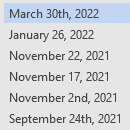 March 30th, 2022
January 26, 2022
November 22, 2021
November 17, 2021
November 2nd, 2021
September 24th, 2021